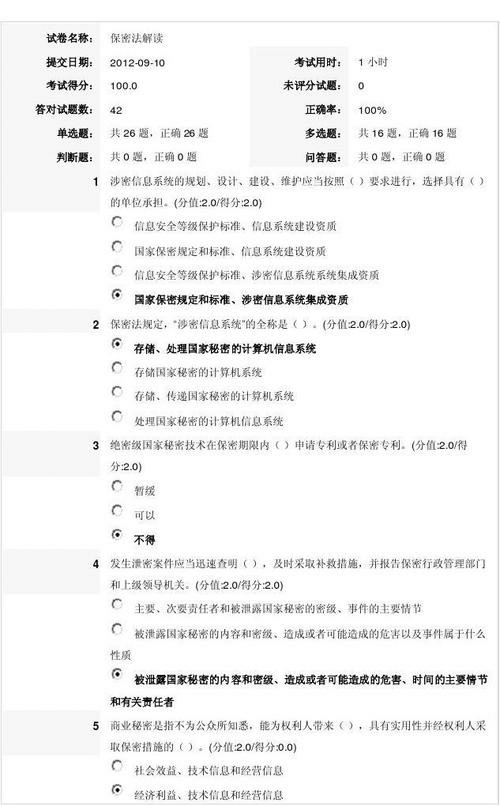 试卷名称： 保密法解读
提交日期： 2012-09-10 考试用时： 1 小时
考试得分： 100.0 未评分试题： 0
答对试题数： 42 正确率： 100%
单选题： 共 26 题，正确 26 题 多选题： 共 16 题，正确 16 题
判断题： 共 0 题，正确 0 题 问答题： 共 0 题，正确 0 题
1 涉密信息系统的规划、设计、建设、维护应当按照（ ）要求进行，选择具有（ ）
的单位承担。(分值:2.0/得分:2.0)
信息安全等级保护标准、信息系统建设资质
国家保密规定和标准、信息系统建设资质
信息安全等级保护标准、涉密信息系统系统集成资质
国家保密规定和标准、涉密信息系统集成资质
2 保密法规定，“涉密信息系统”的全称是（ ）。(分值:2.0/得分:2.0)
存储、处理国家秘密的计算机信息系统
存储国家秘密的计算机系统
存储、传递国家秘密的计算机系统
处理国家秘密的计算机信息系统
3 绝密级国家秘密技术在保密期限内（ ）申请专利或者保密专利。(分值:2.0/得
分:2.0)
暂缓
可以
不得
4 发生泄密案件应当迅速查明（ ），及时采取补救措施，并报告保密行政管理部门
和上级领导机关。(分值:2.0/得分:2.0)
主要、次要责任者和被泄露国家秘密的密级、事件的主要情节
被泄露国家秘密的内容和密级、造成或者可能造成的危害以及事件属于什么
性质
被泄露国家秘密的内容和密级、造成或者可能造成的危害、时间的主要情节
和有关责任者
5 商业秘密是指不为公众所知悉，能为权利人带来（ ），具有实用性并经权利人采
取保密措施的（ ）。(分值:2.0/得分:0.0)
社会效益、技术信息和经营信息
经济利益、技术信息和经营信息